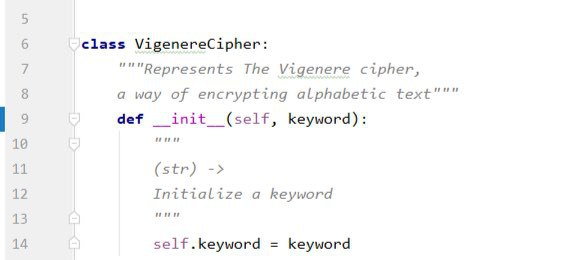 5
6 class VigenereCipher:
7 """Represents The Vigenere cipher,
8 a way of encrypting alphabetic text"""
9 def __init__(self, keyword):
10 """
11 (str) ->
12 Initialize a keyword
13 """
14 self.keyword = keyword